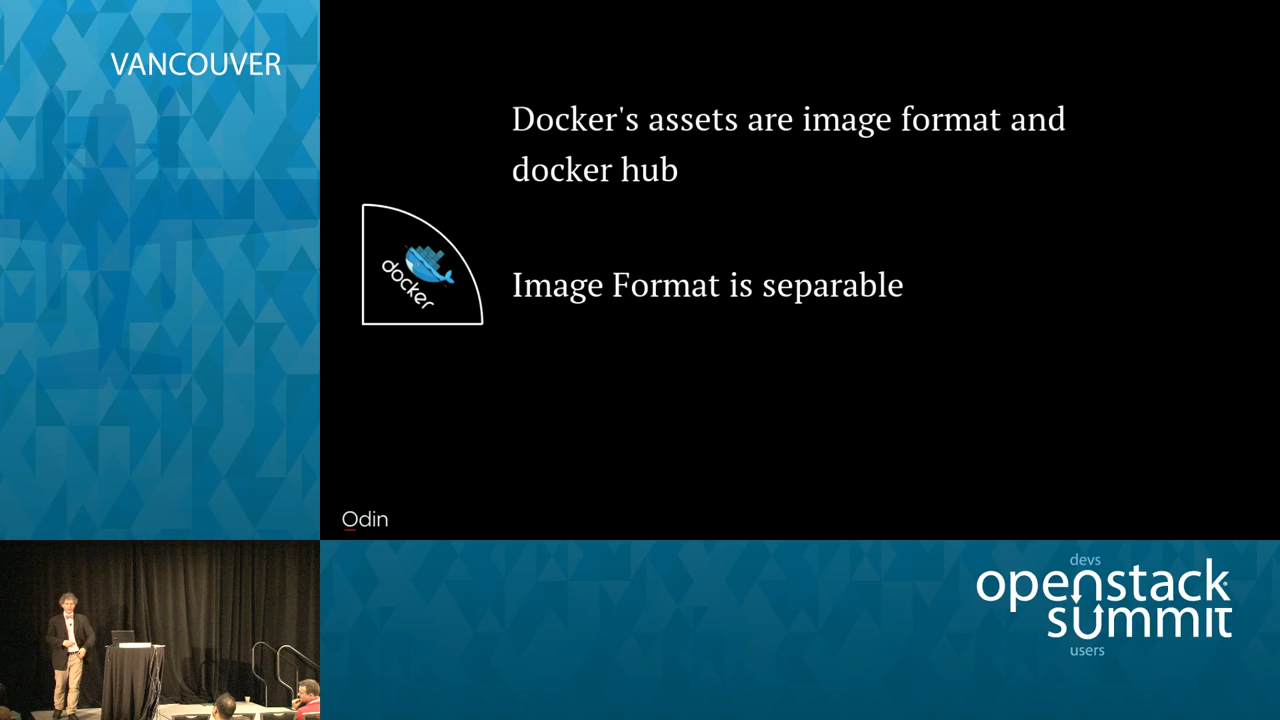 VANCOUVER
Docker's assets are image format and
docker hub
docker
Image Format is separable
Odin
devs
openstack
summit
users